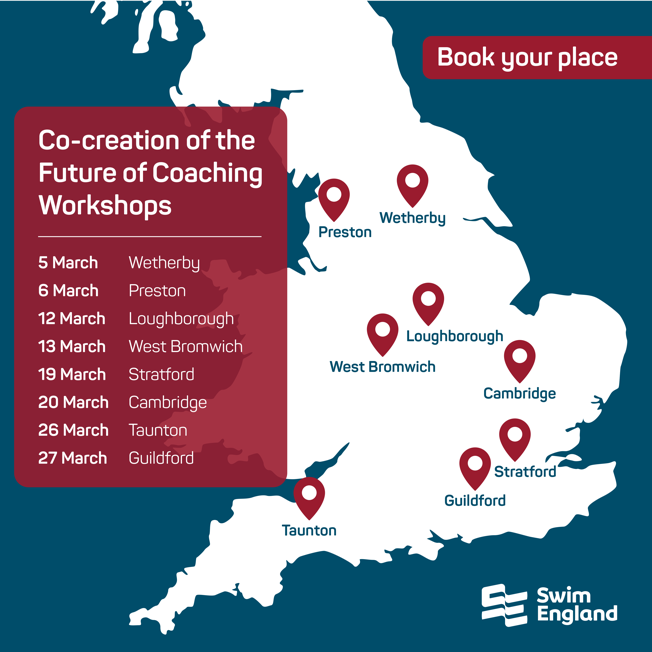 Book your place
Co-creation of the
Future of Coaching
Workshops
5 March Wetherby
6 March Preston
12 March Loughborough
13 March West Bromwich
19 March Stratford
20 March Cambridge
26 March Taunton
27 March Guildford
Preston
Wetherby
Loughborough
West Bromwich
Cambridge
Stratford
Guildford
Taunton
Swim
England